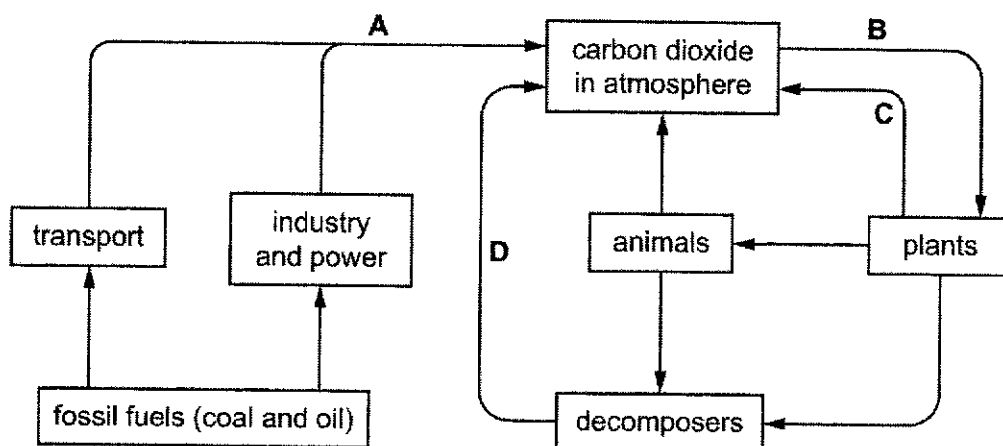 A
carbon dioxide
in atmosphere
B
C
transport
industry
and power
D
animals
plants
fossil fuels (coal and oil)
decomposers